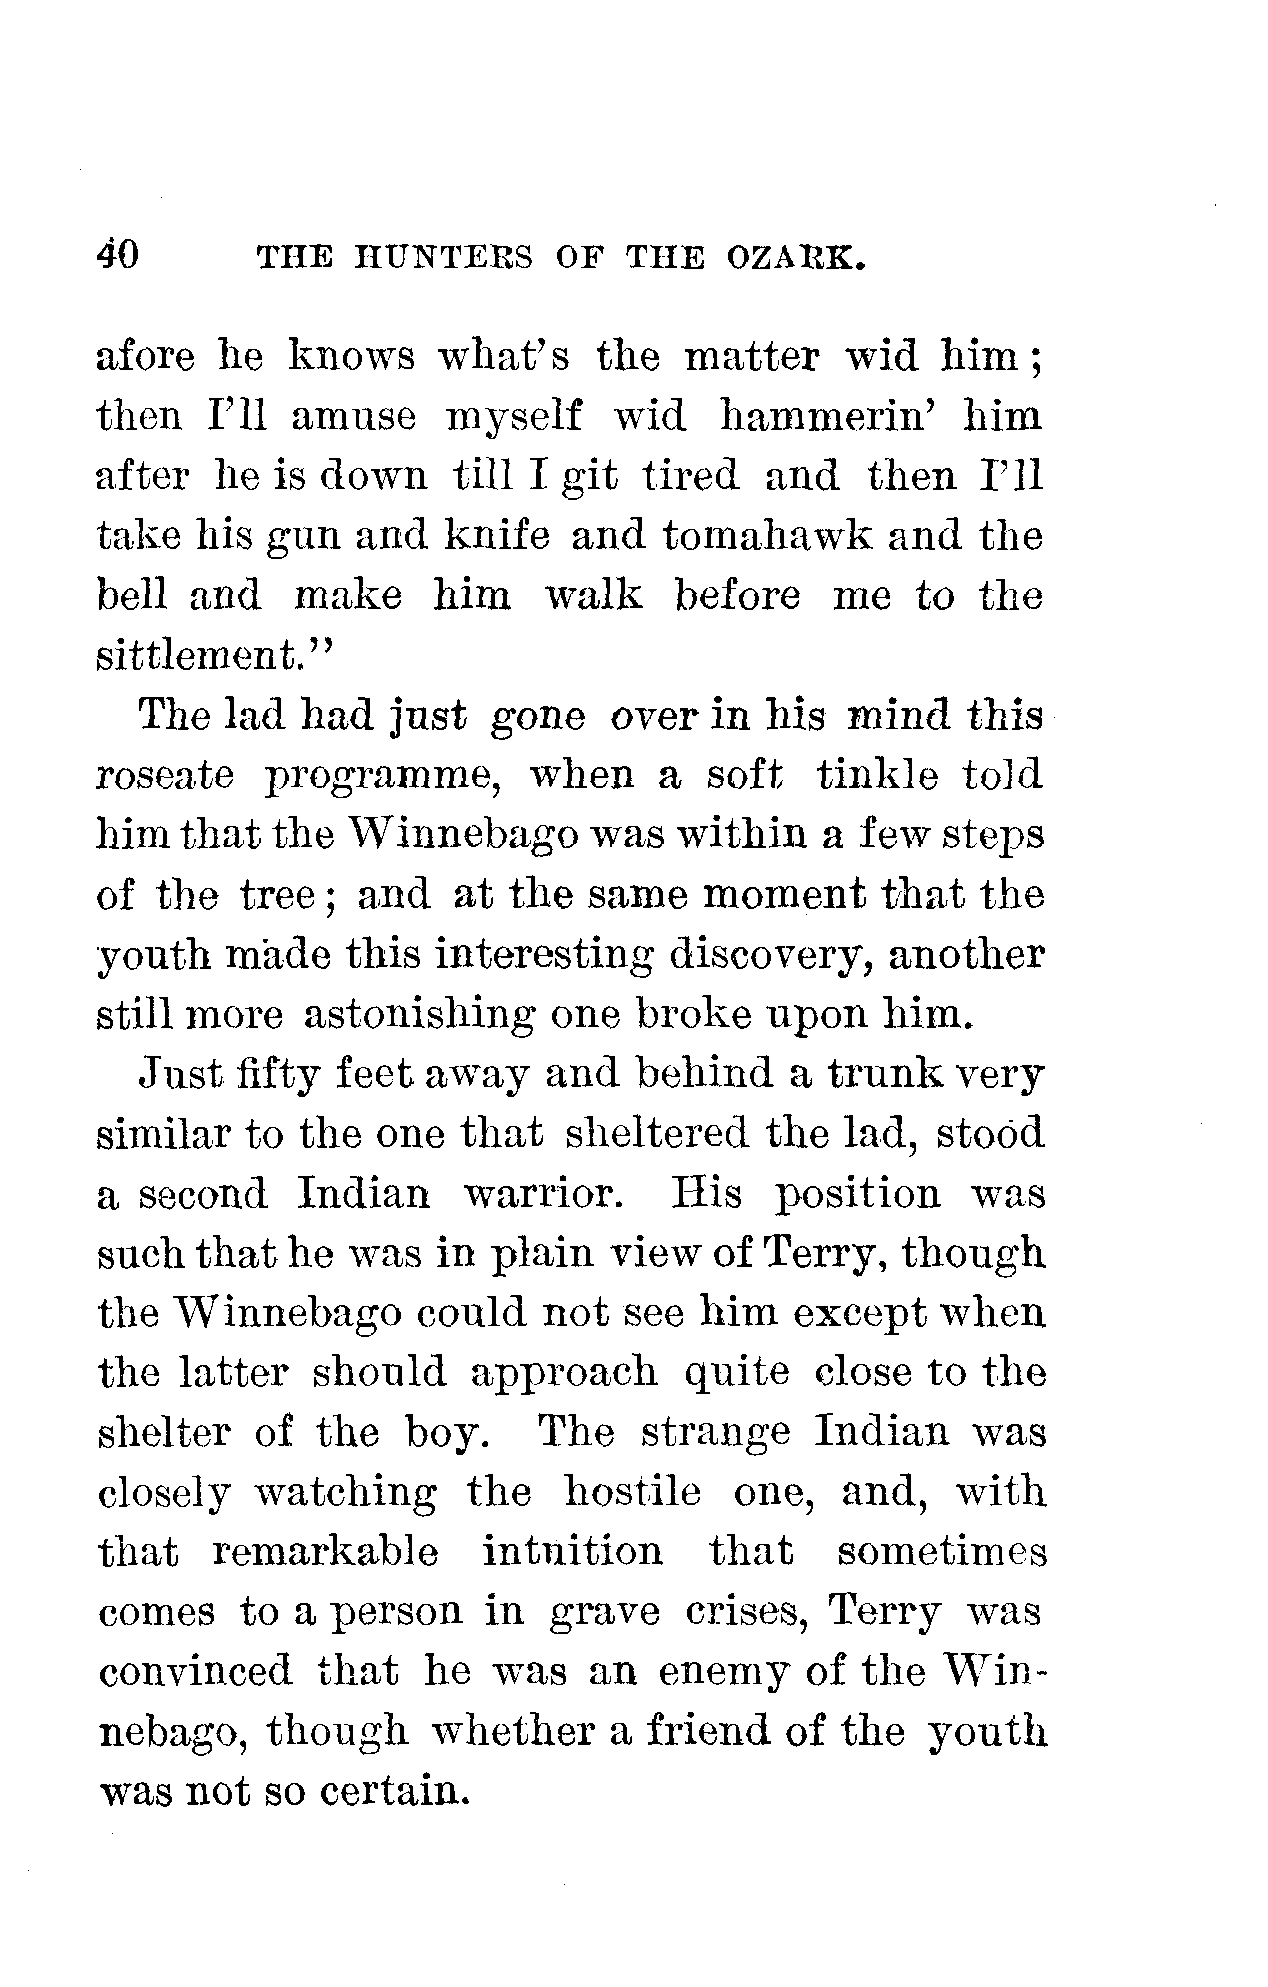 40 THE HUNTERS OF THE OZARK.
afore he knows what's the matter wid him ;
then I'll amuse myself wid hammerin' him
after he is down till I git tired and then I'll
take his gun and knife and tomahawk and the
bell and make him walk before me to the
sittlement."
The lad had just gone over in his mind this
roseate programme, when a soft tinkle told
him that the Winnebago was within a few steps
of the tree ; and at the same moment that the
youth made this interesting discovery, another
still more astonishing one broke upon him.
Just fifty feet away and behind a trunk very
similar to the one that sheltered the lad, stood
a second Indian warrior. His position was
such that he was in plain view of Terry, though
the Winnebago could not see him except when
the latter should approach quite close to the
shelter of the boy. The strange Indian was
closely watching the hostile one, and, with
that remarkable intuition that sometimes
comes to a person in grave crises, Terry was
convinced that he was an enemy of the Win-
nebago, though whether a friend of the youth
was not so certain.